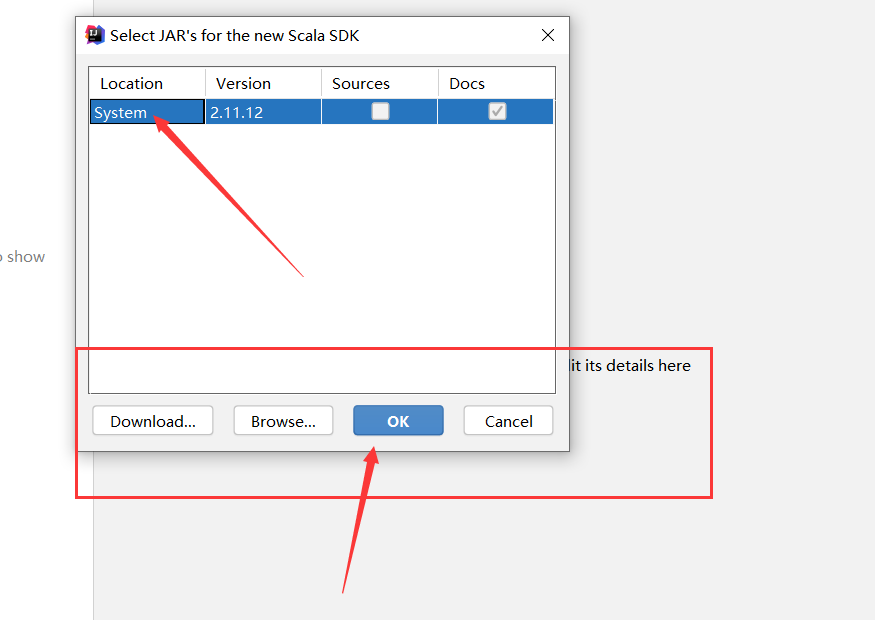 Select JAR's for the new Scala SDK
Location Version Sources Docs
System 2.11.12
show
it its details here
Download... Browse... OK Cancel